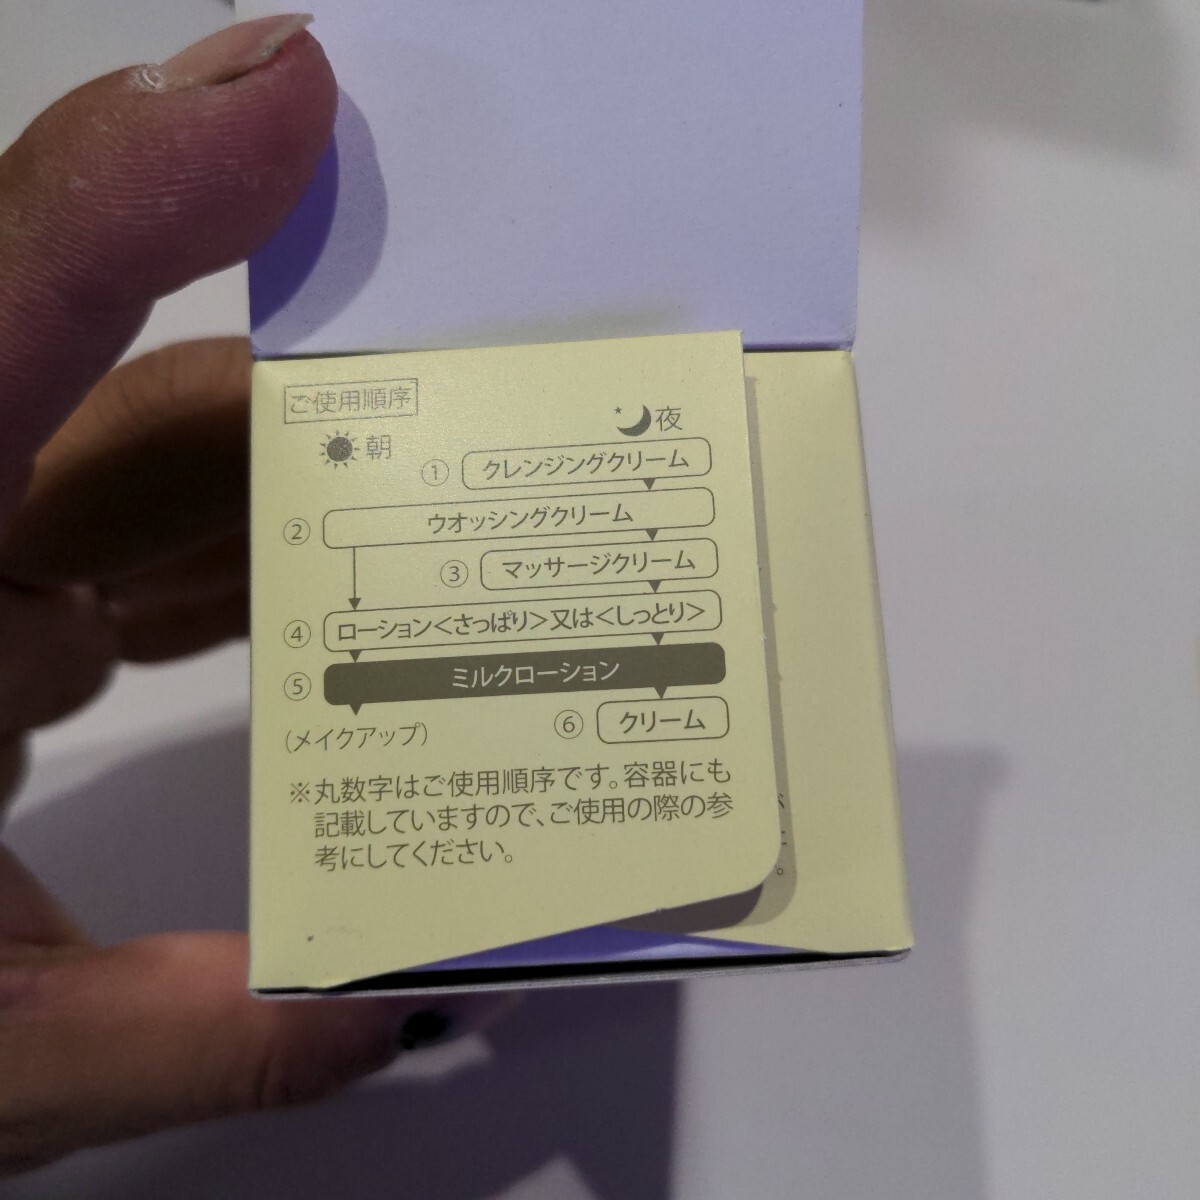 ご使用順序
朝
夜
① クレンジングクリーム
② ウオッシングクリーム
③ マッサージクリーム
④ ローション<さっぱり>又は<しっとり>
⑤ ミルクローション
(メイクアップ)
⑥ クリーム
※丸数字はご使用順序です。容器にも
記載していますので、ご使用の際の参
考にしてください。